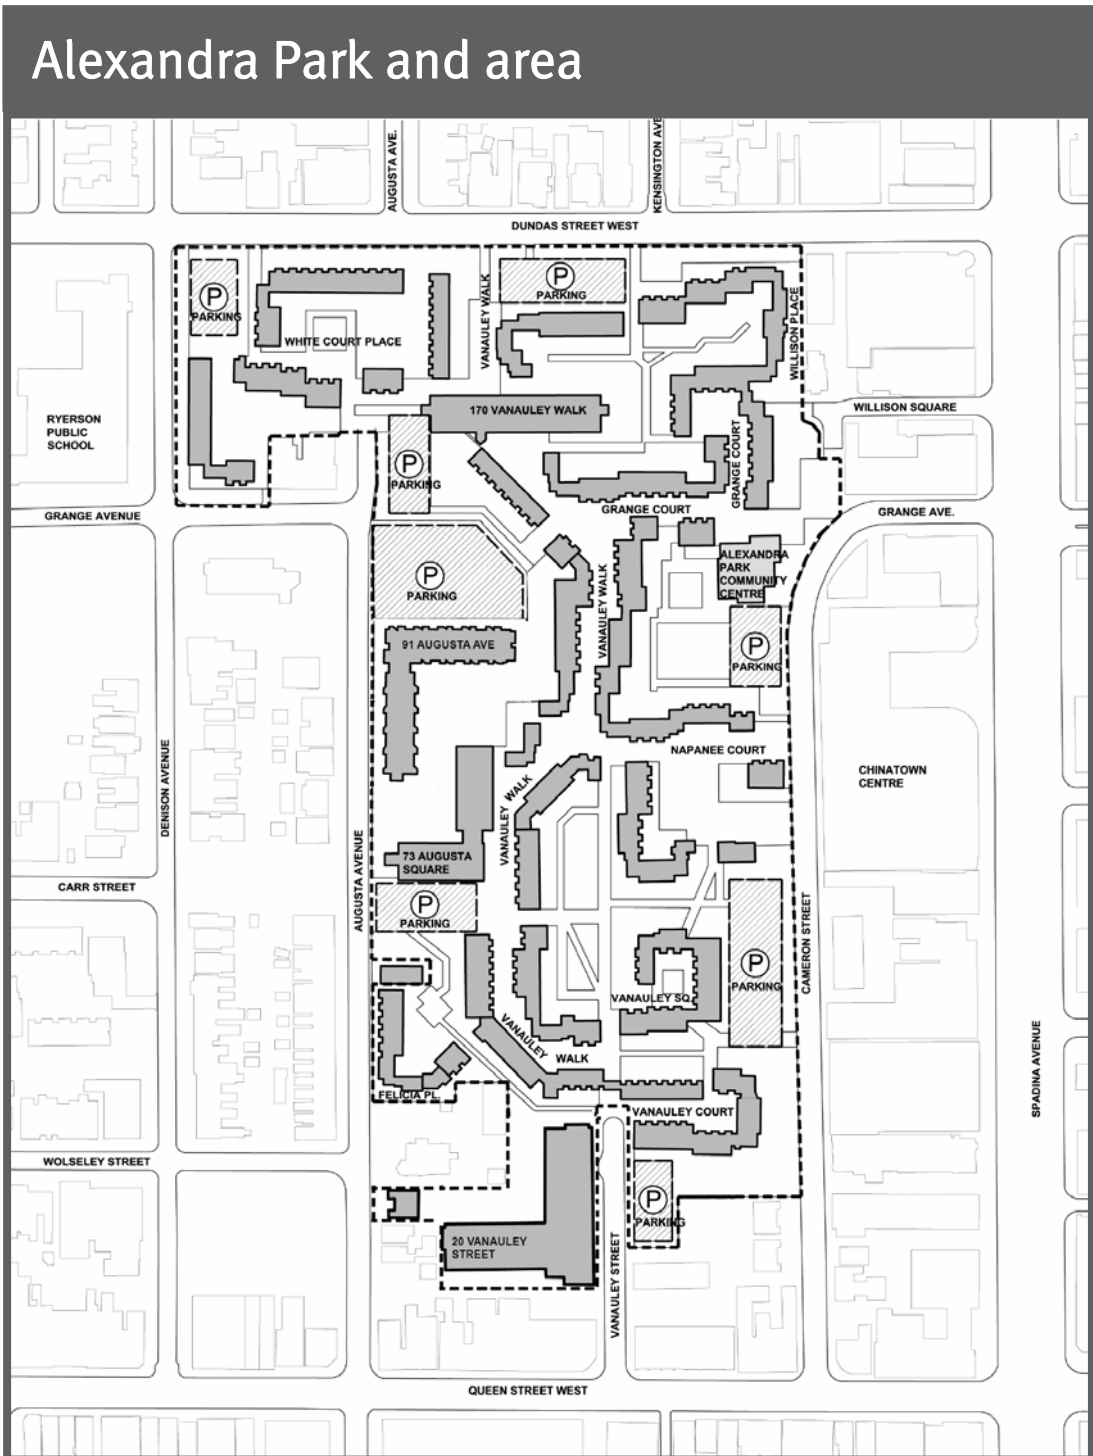 Alexandra Park and area
AUGUSTA AVE.
KENSINGTON AVE
DUNDAS STREET WEST
P
PARKING
VANAULEY WALK
P
PARKING
WILLISON PLACE
WHITE COURT PLACE
170 VANAULEY WALK
WILLISON SQUARE
RYERSON
PUBLIC
SCHOOL
P
PARKING
GRANGE COURT
GRANGE COURT
GRANGE AVENUE
GRANGE AVE.
P
PARKING
VANAULEY WALK
ALEXANDRA
PARK
COMMUNITY
CENTRE
91 AUGUSTA AVE
P
PARKING
NAPANEE COURT
CHINATOWN
CENTRE
DENISON AVENUE
VANAULEY WALK
73 AUGUSTA
SQUARE
AUGUSTA AVENUE
CARR STREET
P
PARKING
CAMERON STREET
P
PARKING
VANAULEY SQ.
VANAULEY
WALK
SPADINA AVENUE
FELICIA PL.
VANAULEY COURT
WOLSELEY STREET
P
PARKING
20 VANAULEY
STREET
VANAULEY STREET
QUEEN STREET WEST